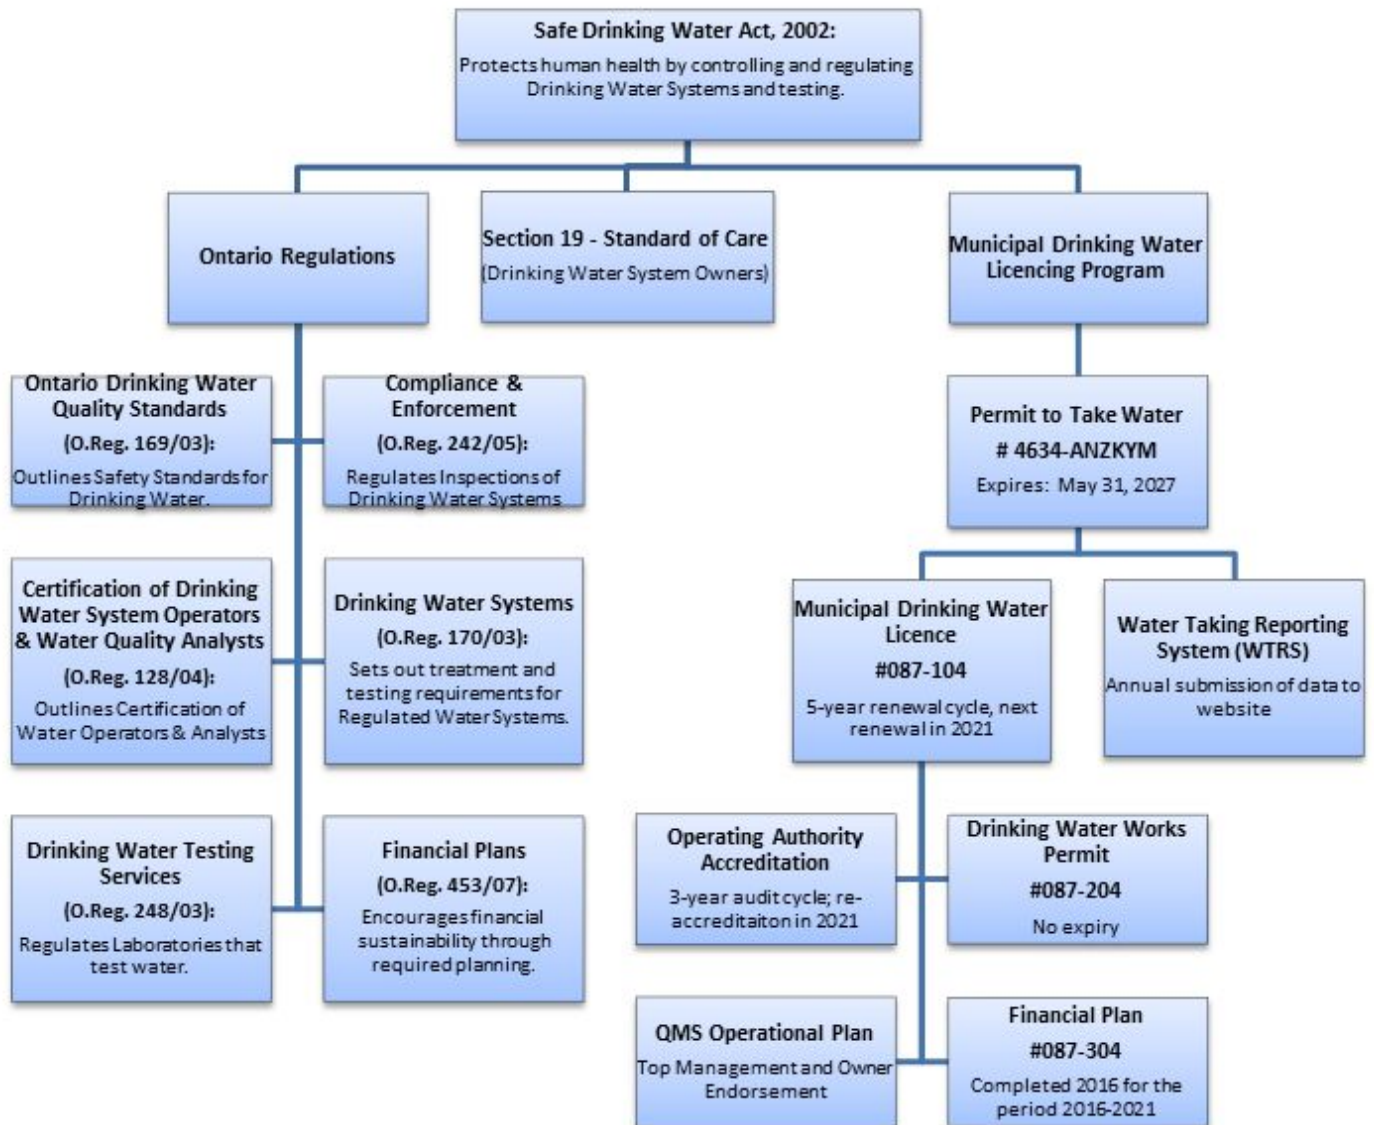 Safe Drinking Water Act, 2002:
Protects human health by controlling and regulating
Drinking Water Systems and testing.
Ontario Regulations
Section 19 - Standard of Care
(Drinking Water System Owners)
Municipal Drinking Water
Licencing Program
Ontario Drinking Water
Quality Standards
(O.Reg. 169/03):
Outlines Safety Standards for
Drinking Water.
Compliance &
Enforcement
(O.Reg. 242/05):
Regulates Inspections of
Drinking Water Systems
Permit to Take Water
# 4634-ANZKYM
Expires: May 31, 2027
Certification of Drinking
Water System Operators
& Water Quality Analysts
(O.Reg. 128/04):
Outlines Certification of
Water Operators & Analysts
Drinking Water Systems
(O.Reg. 170/03):
Sets out treatment and
testing requirements for
Regulated Water Systems.
Municipal Drinking Water
Licence
#087-104
5-year renewal cycle, next
renewal in 2021
Water Taking Reporting
System (WTRS)
Annual submission of data to
website
Drinking Water Testing
Services
(O.Reg. 248/03):
Regulates Laboratories that
test water.
Financial Plans
(O.Reg. 453/07):
Encourages financial
sustainability through
required planning.
Operating Authority
Accreditation
3-year audit cycle; re-
accreditaiton in 2021
Drinking Water Works
Permit
#087-204
No expiry
QMS Operational Plan
Top Management and Owner
Endorsement
Financial Plan
#087-304
Completed 2016 for the
period 2016-2021